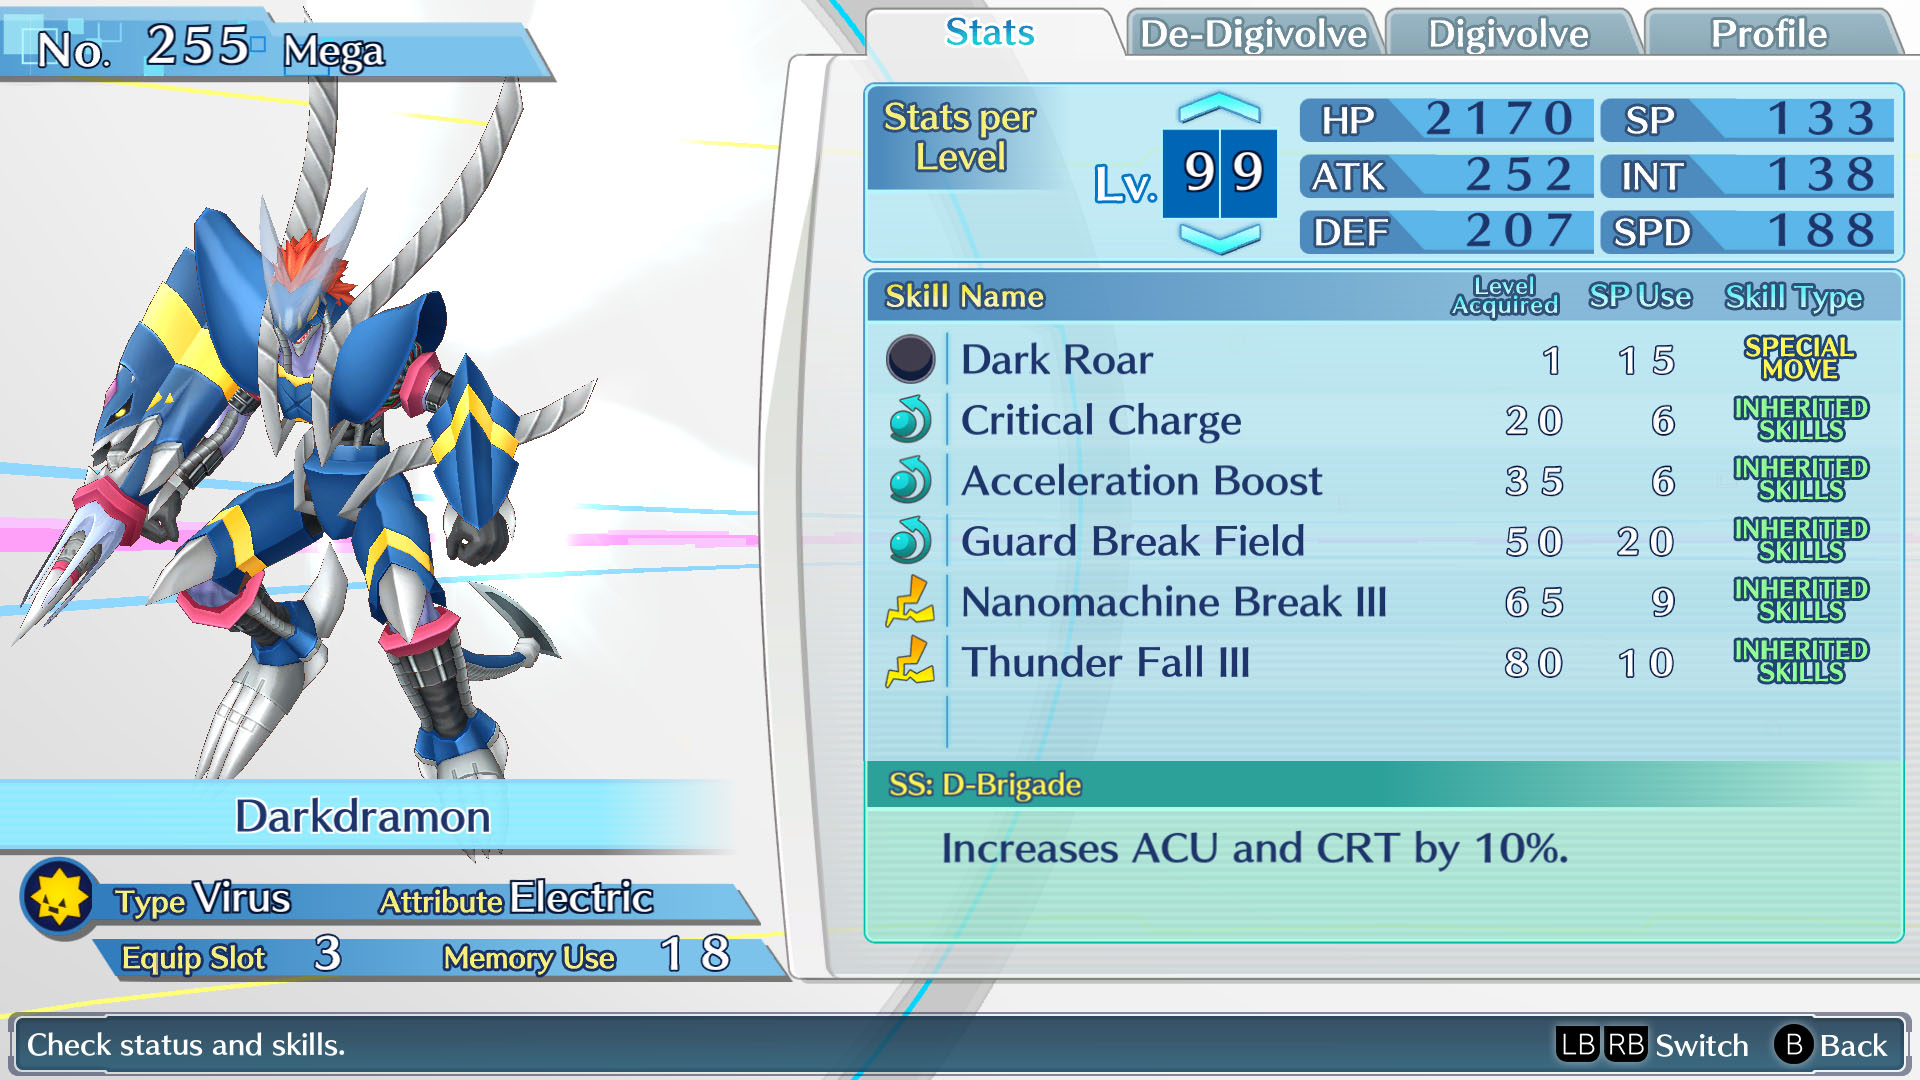 No. 255 Mega
Stats
De-Digivolve
Digivolve
Profile
Stats per
Level
Lv. 99
HP 2170
SP 133
ATK 252
INT 138
DEF 207
SPD 188
Skill Name
Level
Acquired
SP Use
Skill Type
Dark Roar 1 15 SPECIAL
MOVE
Critical Charge 20 6 INHERITED
SKILLS
Acceleration Boost 35 6 INHERITED
SKILLS
Guard Break Field 50 20 INHERITED
SKILLS
Nanomachine Break III 65 9 INHERITED
SKILLS
Thunder Fall III 80 10 INHERITED
SKILLS
SS: D-Brigade
Increases ACU and CRT by 10%.
Darkdramon
Type Virus Attribute Electric
Equip Slot 3 Memory Use 18
Check status and skills.
LB RB Switch B Back